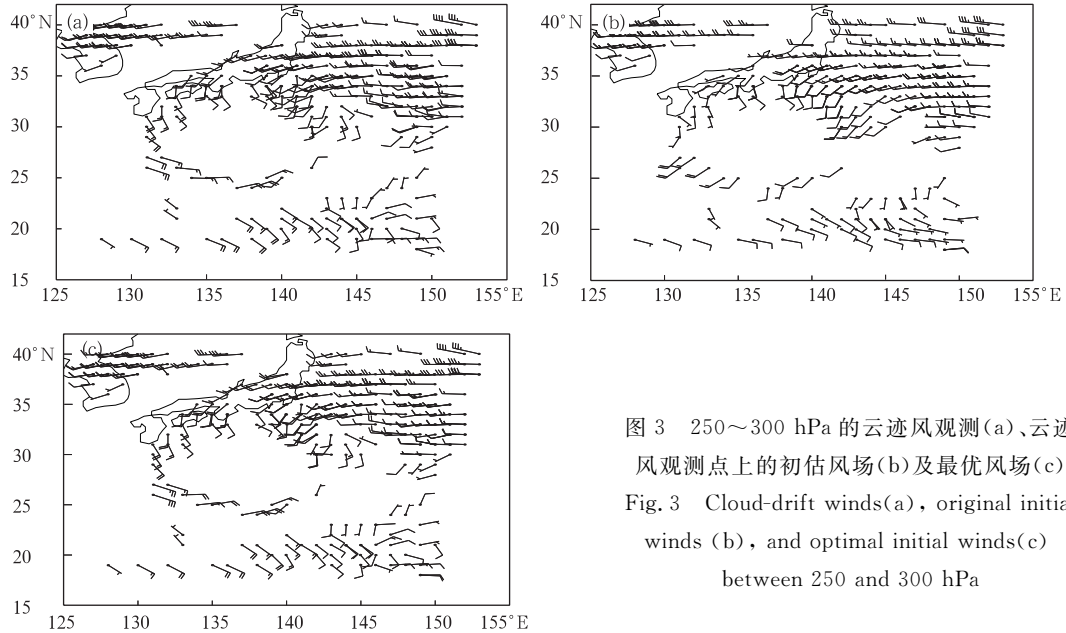 (a)
40°N
35
30
25
20
15
125 130 135 140 145 150 155°E
(b)
40°N
35
30
25
20
15
125 130 135 140 145 150 155°E
(c)
40°N
35
30
25
20
15
125 130 135 140 145 150 155°E
图 3 250～300 hPa 的云迹风观测(a)、云迹
风观测点上的初估风场(b)及最优风场(c)
Fig. 3 Cloud-drift winds(a), original initia
winds (b), and optimal initial winds(c)
between 250 and 300 hPa